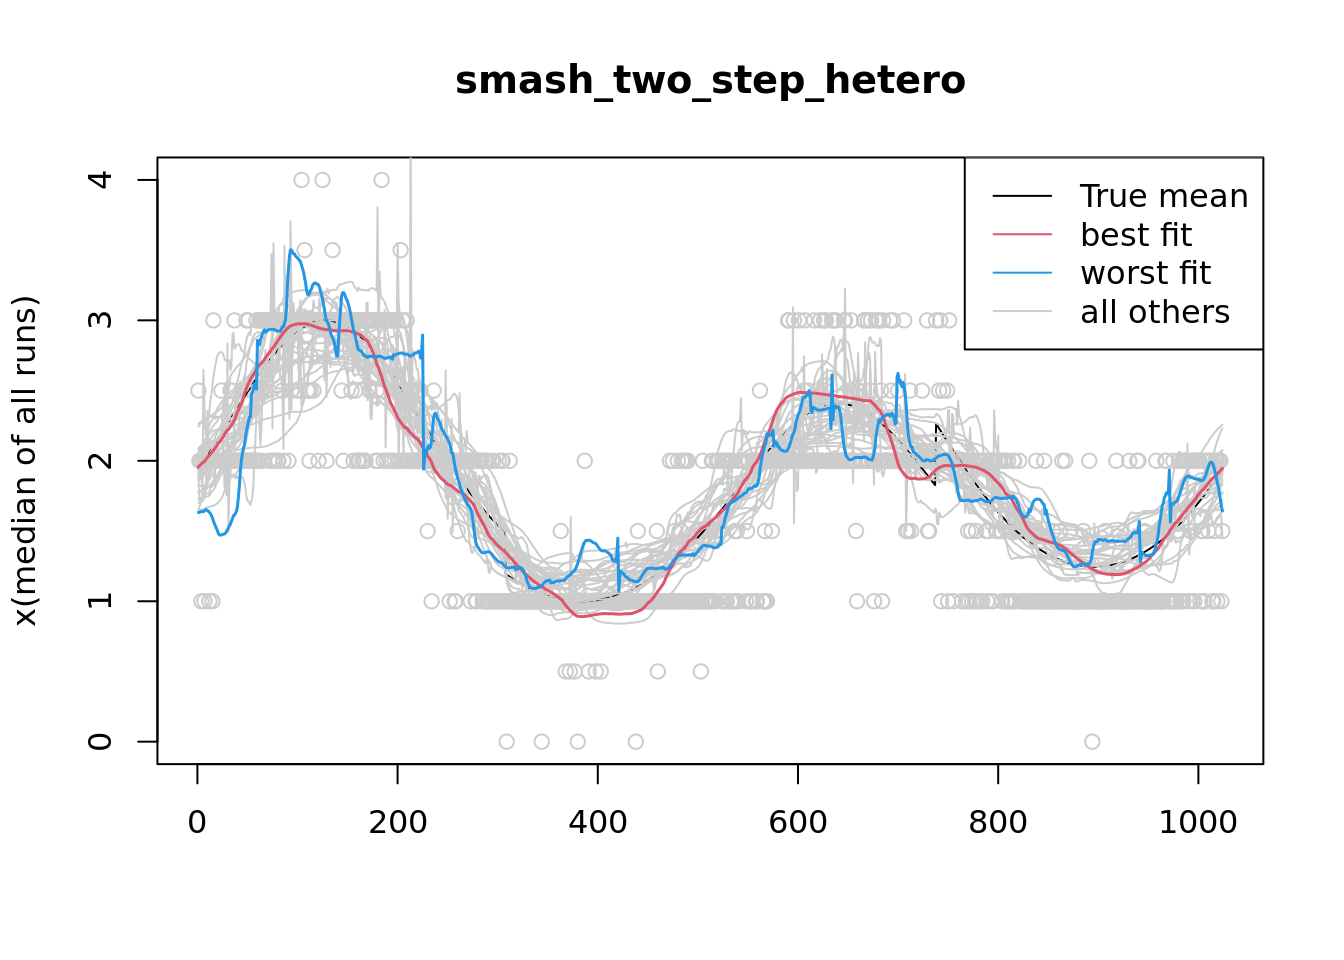 smash_two_step_hetero
x(median of all runs)
4
3
2
1
0
True mean
best fit
worst fit
all others
0 200 400 600 800 1000